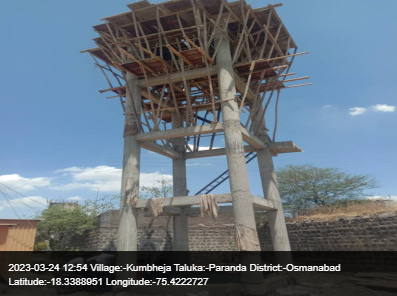 2023-03-24 12:54 Village:-Kumbheja Taluka:-Paranda District:-Osmanabad
Latitude:-18.3388951 Longitude:-75.4222727